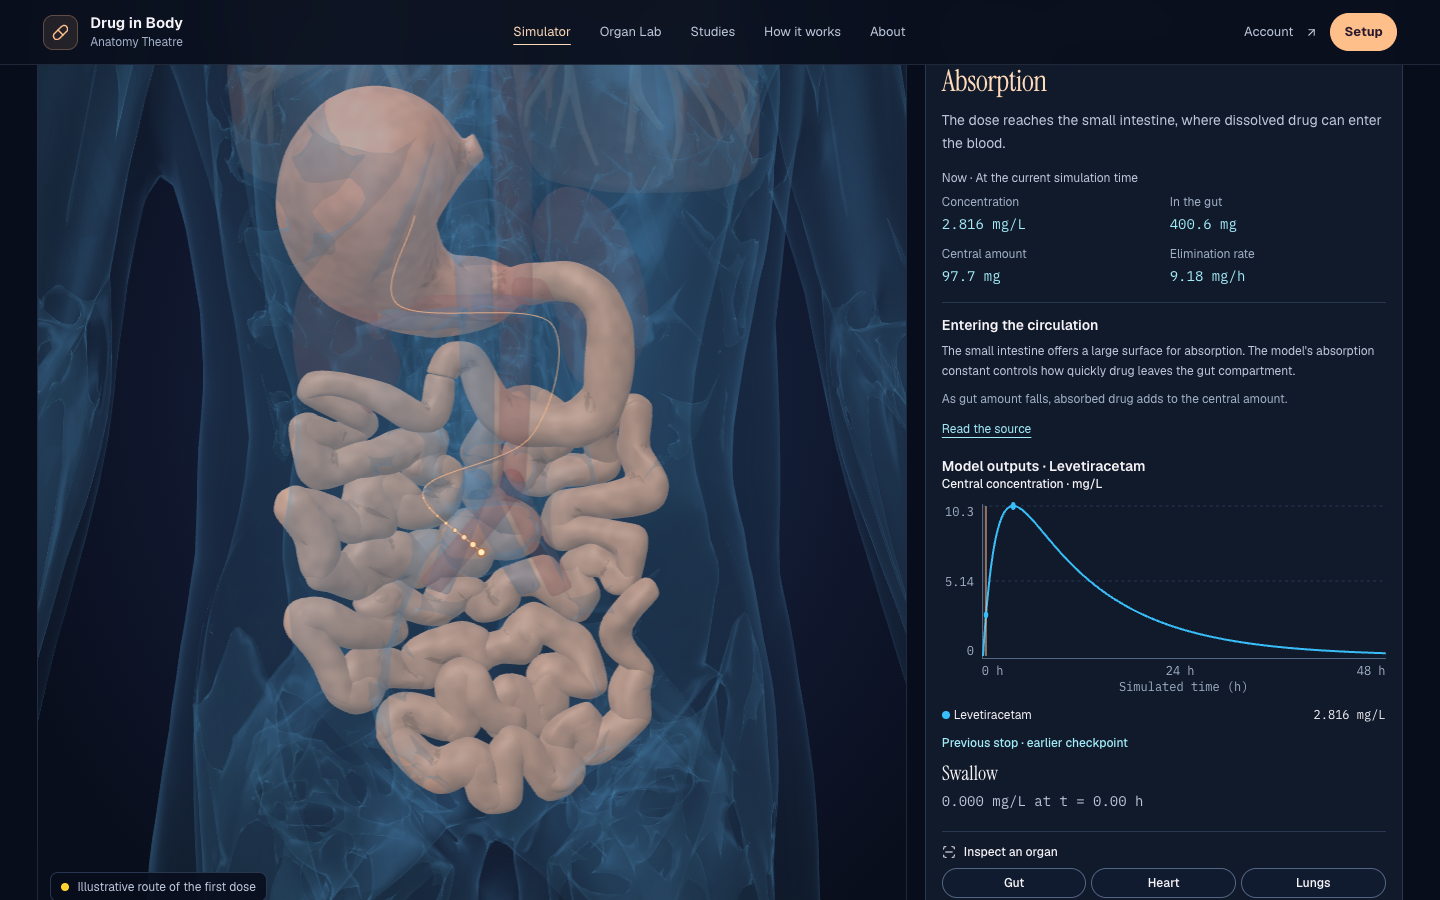 Drug in Body
Anatomy Theatre
Simulator
Organ Lab
Studies
How it works
About
Account
Setup
Absorption
The dose reaches the small intestine, where dissolved drug can enter
the blood.
Now · At the current simulation time
Concentration
In the gut
2.816 mg/L
400.6 mg
Central amount
Elimination rate
97.7 mg
9.18 mg/h
Entering the circulation
The small intestine offers a large surface for absorption. The model's absorption
constant controls how quickly drug leaves the gut compartment.
As gut amount falls, absorbed drug adds to the central amount.
Read the source
Model outputs · Levetiracetam
Central concentration · mg/L
10.3
5.14
0
0 h
24 h
48 h
Simulated time (h)
Levetiracetam
2.816 mg/L
Previous stop · earlier checkpoint
Swallow
0.000 mg/L at t = 0.00 h
Inspect an organ
Gut
Heart
Lungs
Illustrative route of the first dose